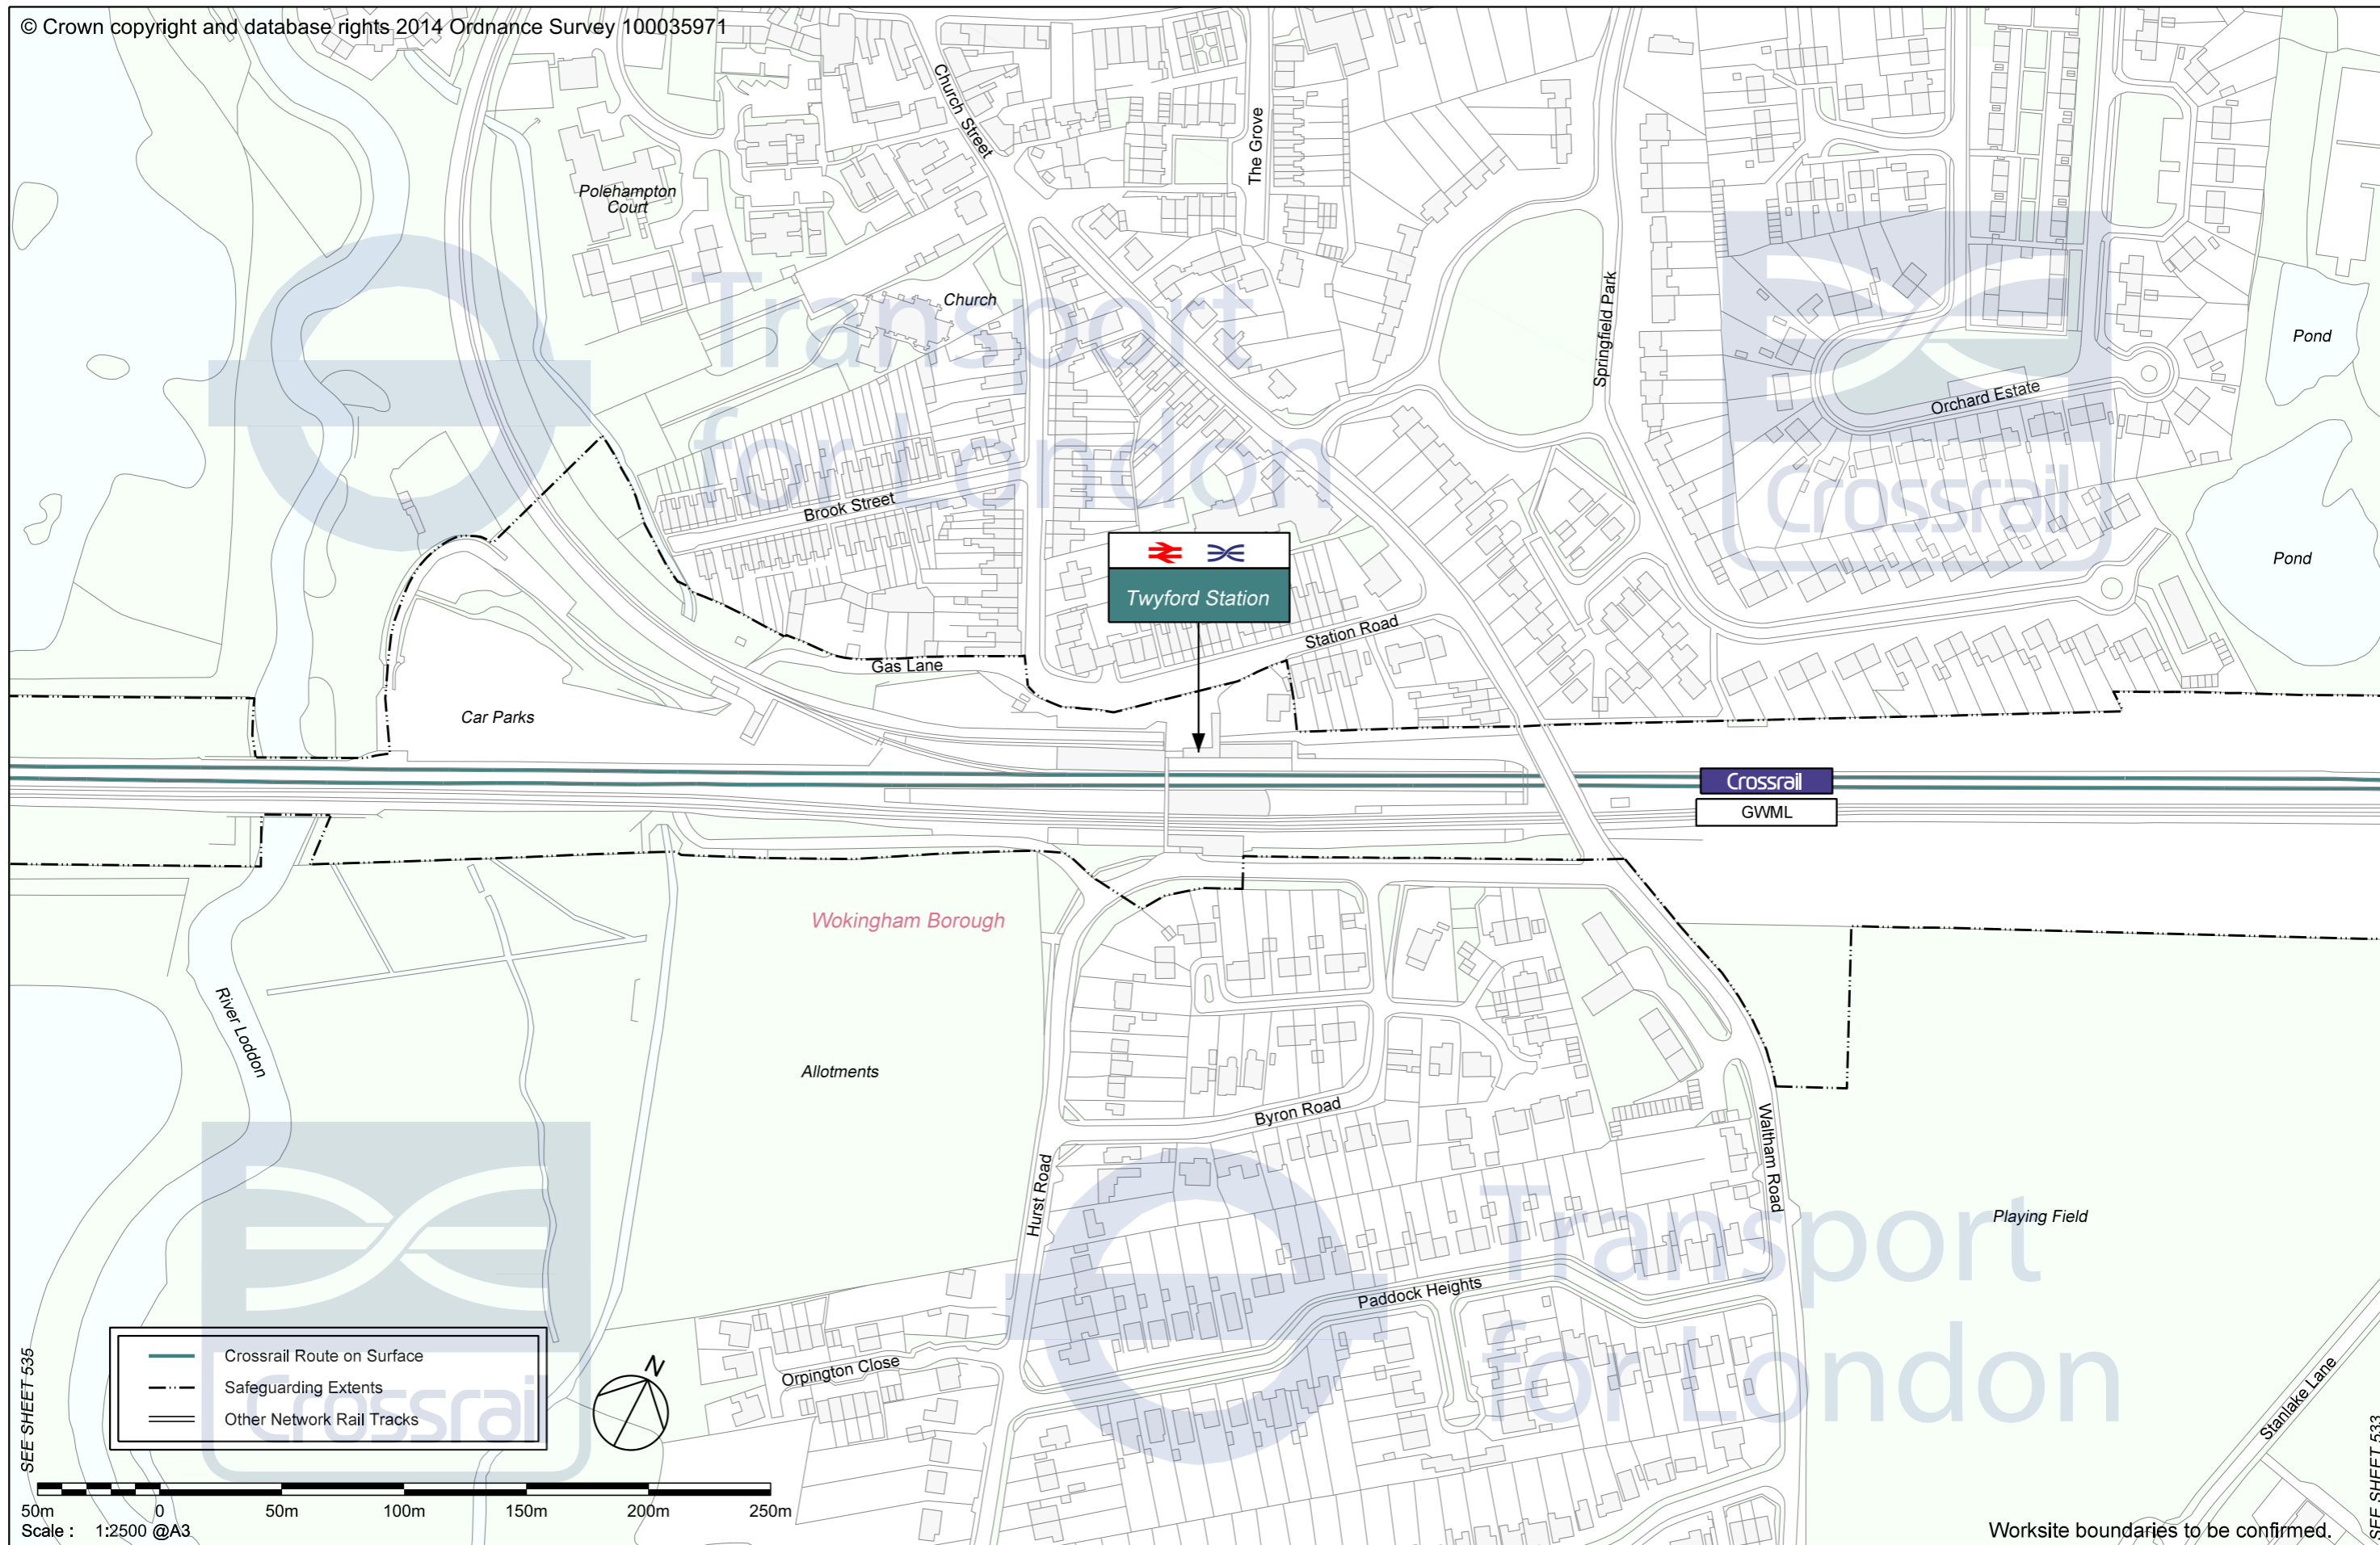 © Crown copyright and database rights 2014 Ordnance Survey 100035971
Church Street
The Grove
Polehampton
Court
Church
Springfield Park
Pond
Orchard Estate
Transport
for London
Crossrail
Brook Street
Pond
Twyford Station
Station Road
Gas Lane
Car Parks
Crossrail
GWML
Wokingham Borough
River Loddon
Allotments
Byron Road
Waltham Road
Hurst Road
Playing Field
Transport
for London
Paddock Heights
Orpington Close
Stanlake Lane
Crossrail
Crossrail Route on Surface
Safeguarding Extents
Other Network Rail Tracks
N
SEE SHEET 535
SEE SHEET 533
50m 0 50m 100m 150m 200m 250m
Scale : 1:2500 @A3
Worksite boundaries to be confirmed.